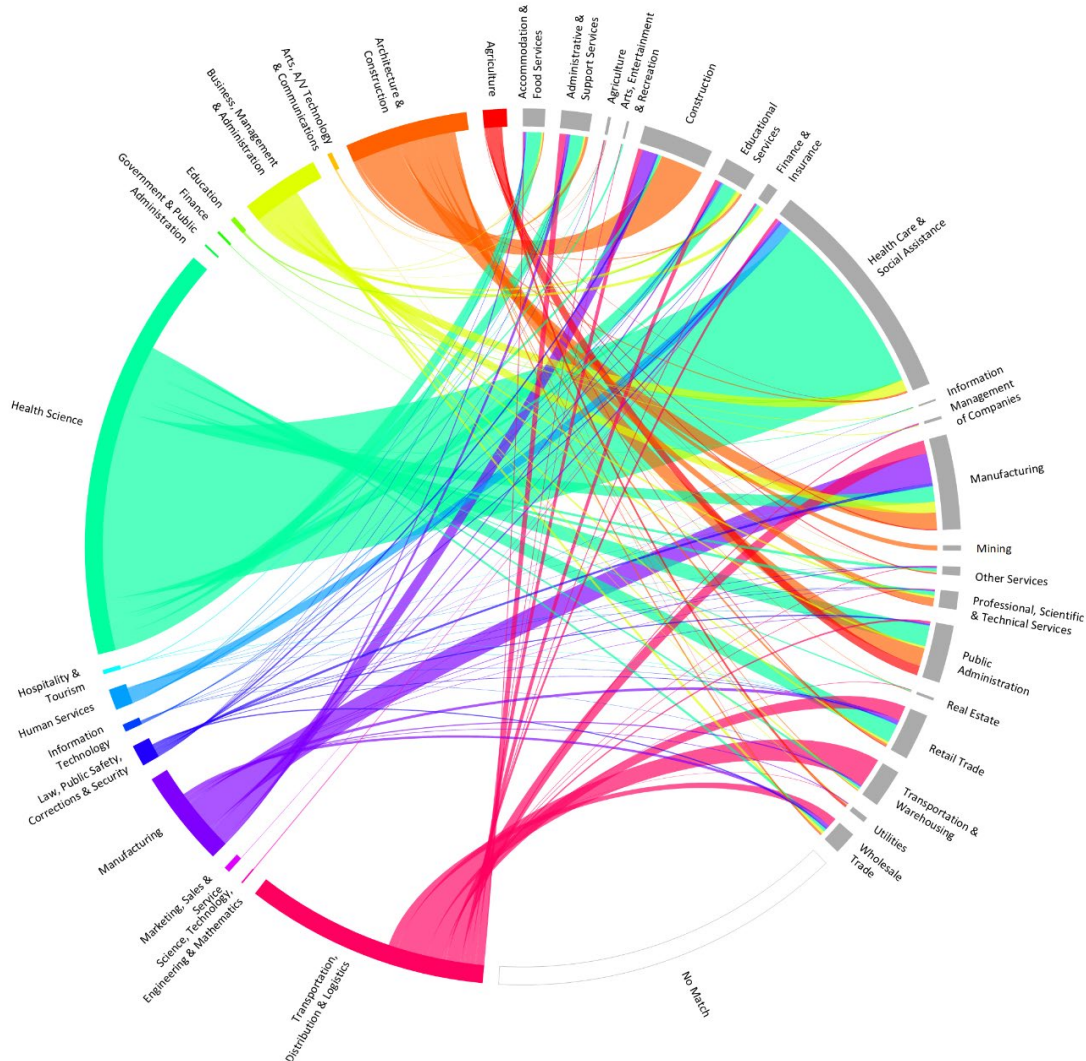 Agriculture
Architecture &
Construction
Arts, A/V Technology
& Communications
Business, Management
& Administration
Education
Finance
Government & Public
Administration
Health Science
Hospitality &
Tourism
Human Services
Information
Technology
Law, Public Safety,
Corrections & Security
Manufacturing
Marketing, Sales &
Service
Science, Technology,
Engineering & Mathematics
Transportation,
Distribution & Logistics
Accommodation &
Food Services
Administrative &
Support Services
Agriculture
Arts, Entertainment
& Recreation
Construction
Educational
Services
Finance &
Insurance
Health Care &
Social Assistance
Information
Management
of Companies
Manufacturing
Mining
Other Services
Professional, Scientific
& Technical Services
Public
Administration
Real Estate
Retail Trade
Transportation &
Warehousing
Utilities
Wholesale
Trade
No Match